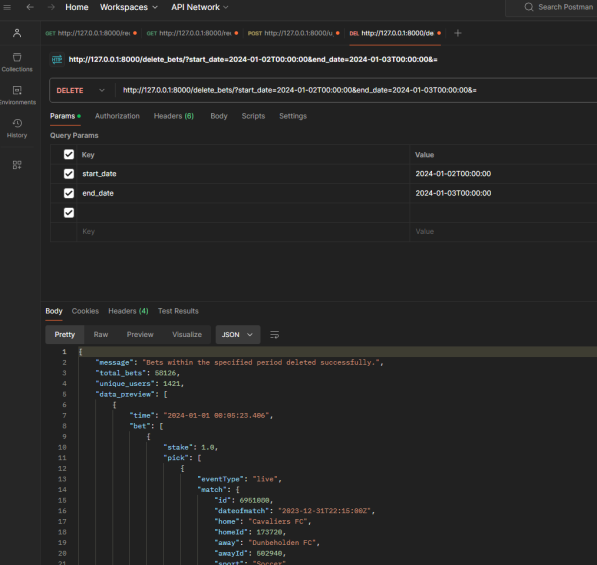 Home Workspaces API Network Search Postman
GET http://127.0.0.1:8000/re GET http://127.0.0.1:8000/re POST http://127.0.0.1:8000/u DEL http://127.0.0.1:8000/de
http://127.0.0.1:8000/delete_bets/?start_date=2024-01-02T00:00:00&end_date=2024-01-03T00:00:00&=
Collections
DELETE http://127.0.0.1:8000/delete_bets/?start_date=2024-01-02T00:00:00&end_date=2024-01-03T00:00:00&=
Environments
Params Authorization Headers (6) Body Scripts Settings
History
Query Params
Key Value
start_date 2024-01-02T00:00:00
end_date 2024-01-03T00:00:00
Key Value
Body Cookies Headers (4) Test Results
Pretty Raw Preview Visualize JSON
1 {
2 "message": "Bets within the specified period deleted successfully.",
3 "total_bets": 58126,
4 "unique_users": 1421,
5 "data_preview": [
6 {
7 "time": "2024-01-01 00:05:23.406",
8 "bet": [
9 {
10 "stake": 1.0,
11 "pick": [
12 {
13 "eventType": "live",
14 "match": {
15 "id": 6951080,
16 "dateofmatch": "2023-12-31T22:15:00Z",
17 "home": "Cavaliers FC",
18 "homeId": 173720,
19 "away": "Dunbeholden FC",
20 "awayId": 502940,
21 "sport": "Soccer",